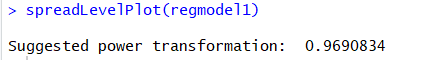 > spreadLevelPlot(regmodel1)
Suggested power transformation:  0.9690834